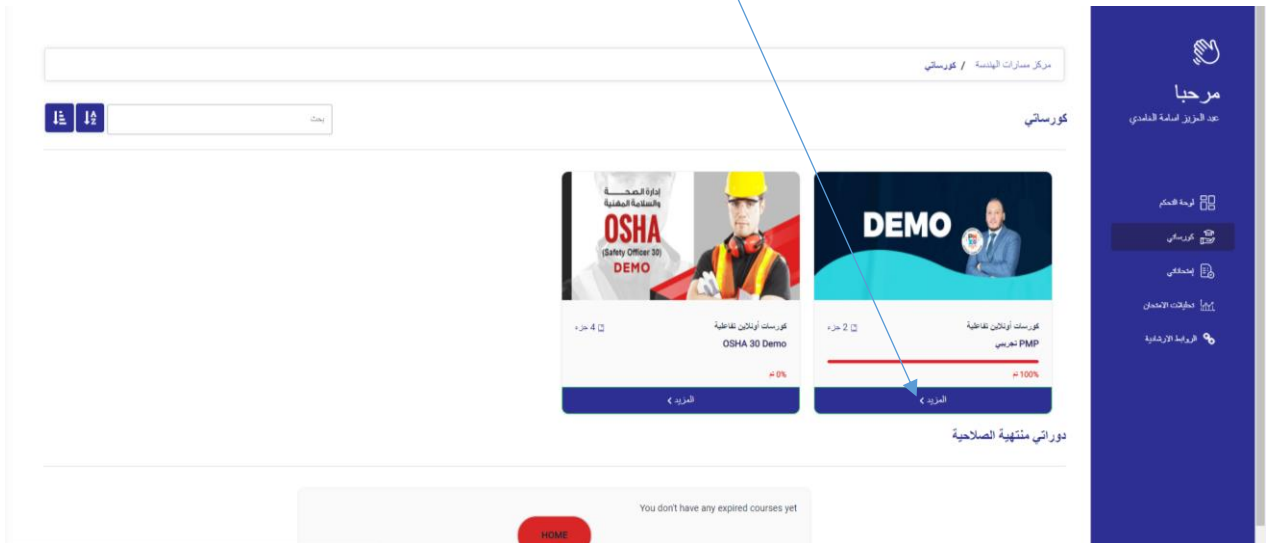 مرحبا
عبد العزيز اسامة الغامدي
لوحة التحكم
كورساتي
إمتحاناتي
تحليلات الامتحان
الروابط الارشادية
مركز مسارات الهندسة / كورساتي
كورساتي
بحث
DEMO
كورسات أونلاين تفاعلية
2 جزء
PMP تجريبي
100% تم
المزيد
إدارة الصحة
والسلامة المهنية
OSHA
(Safety Officer 30)
DEMO
كورسات أونلاين تفاعلية
4 جزء
OSHA 30 Demo
0% تم
المزيد
دوراتي منتهية الصلاحية
You don't have any expired courses yet
HOME